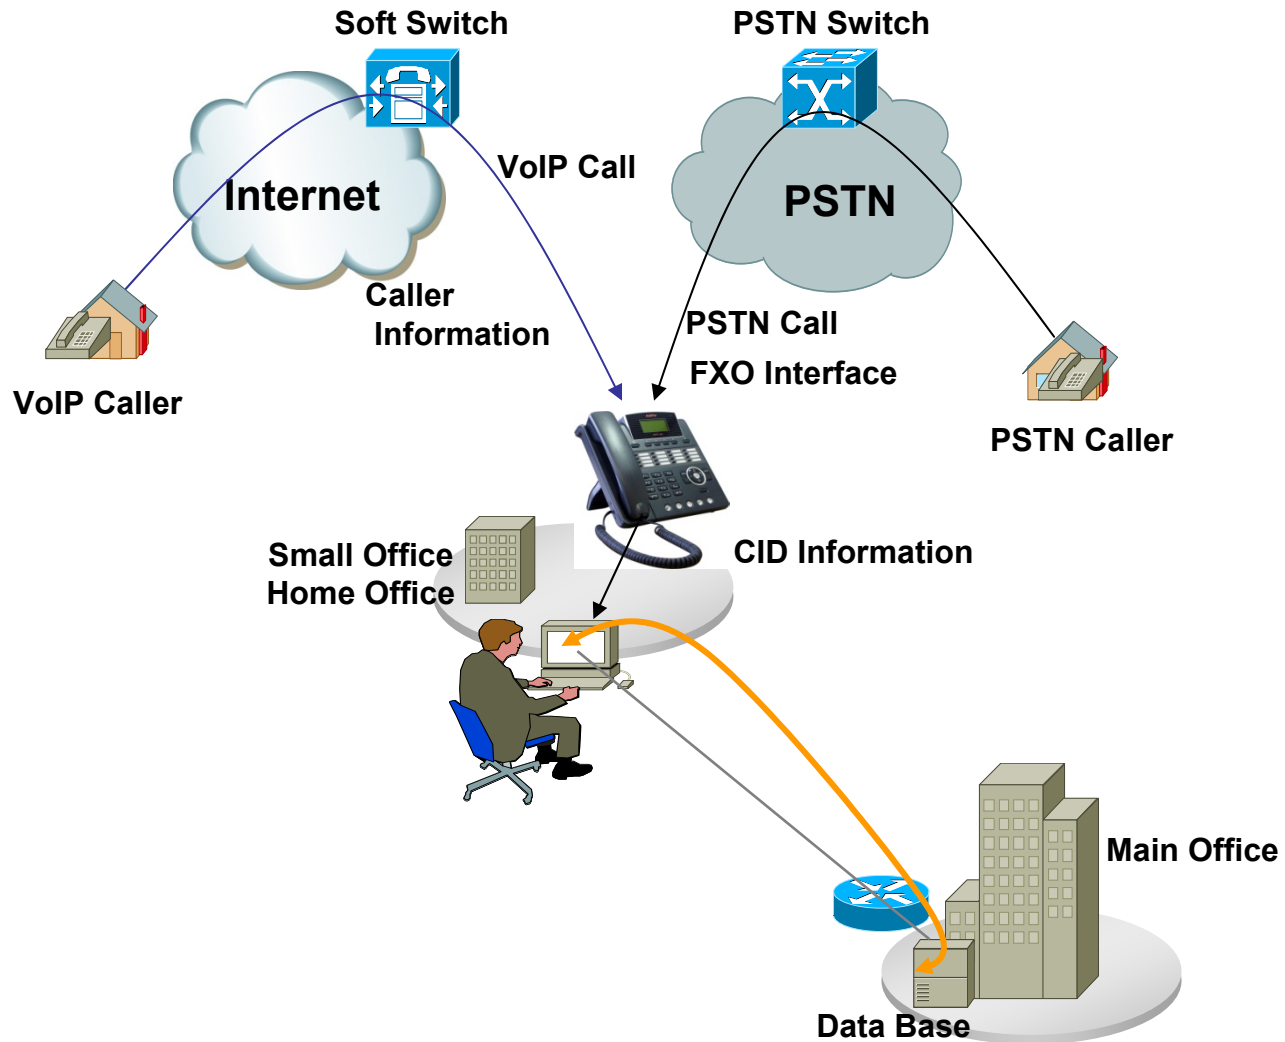 Soft Switch
PSTN Switch
VoIP Call
Internet
PSTN
Caller
Information
PSTN Call
FXO Interface
VoIP Caller
PSTN Caller
Small Office
Home Office
CID Information
Main Office
Data Base